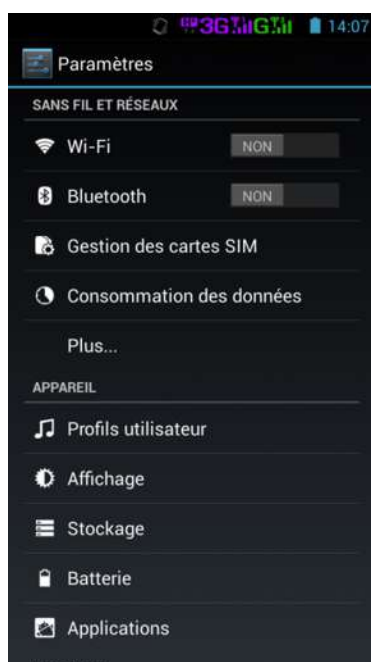 3G G 14:07
Paramètres
SANS FIL ET RÉSEAUX
Wi-Fi NON
Bluetooth NON
Gestion des cartes SIM
Consommation des données
Plus...
APPAREIL
Profils utilisateur
Affichage
Stockage
Batterie
Applications